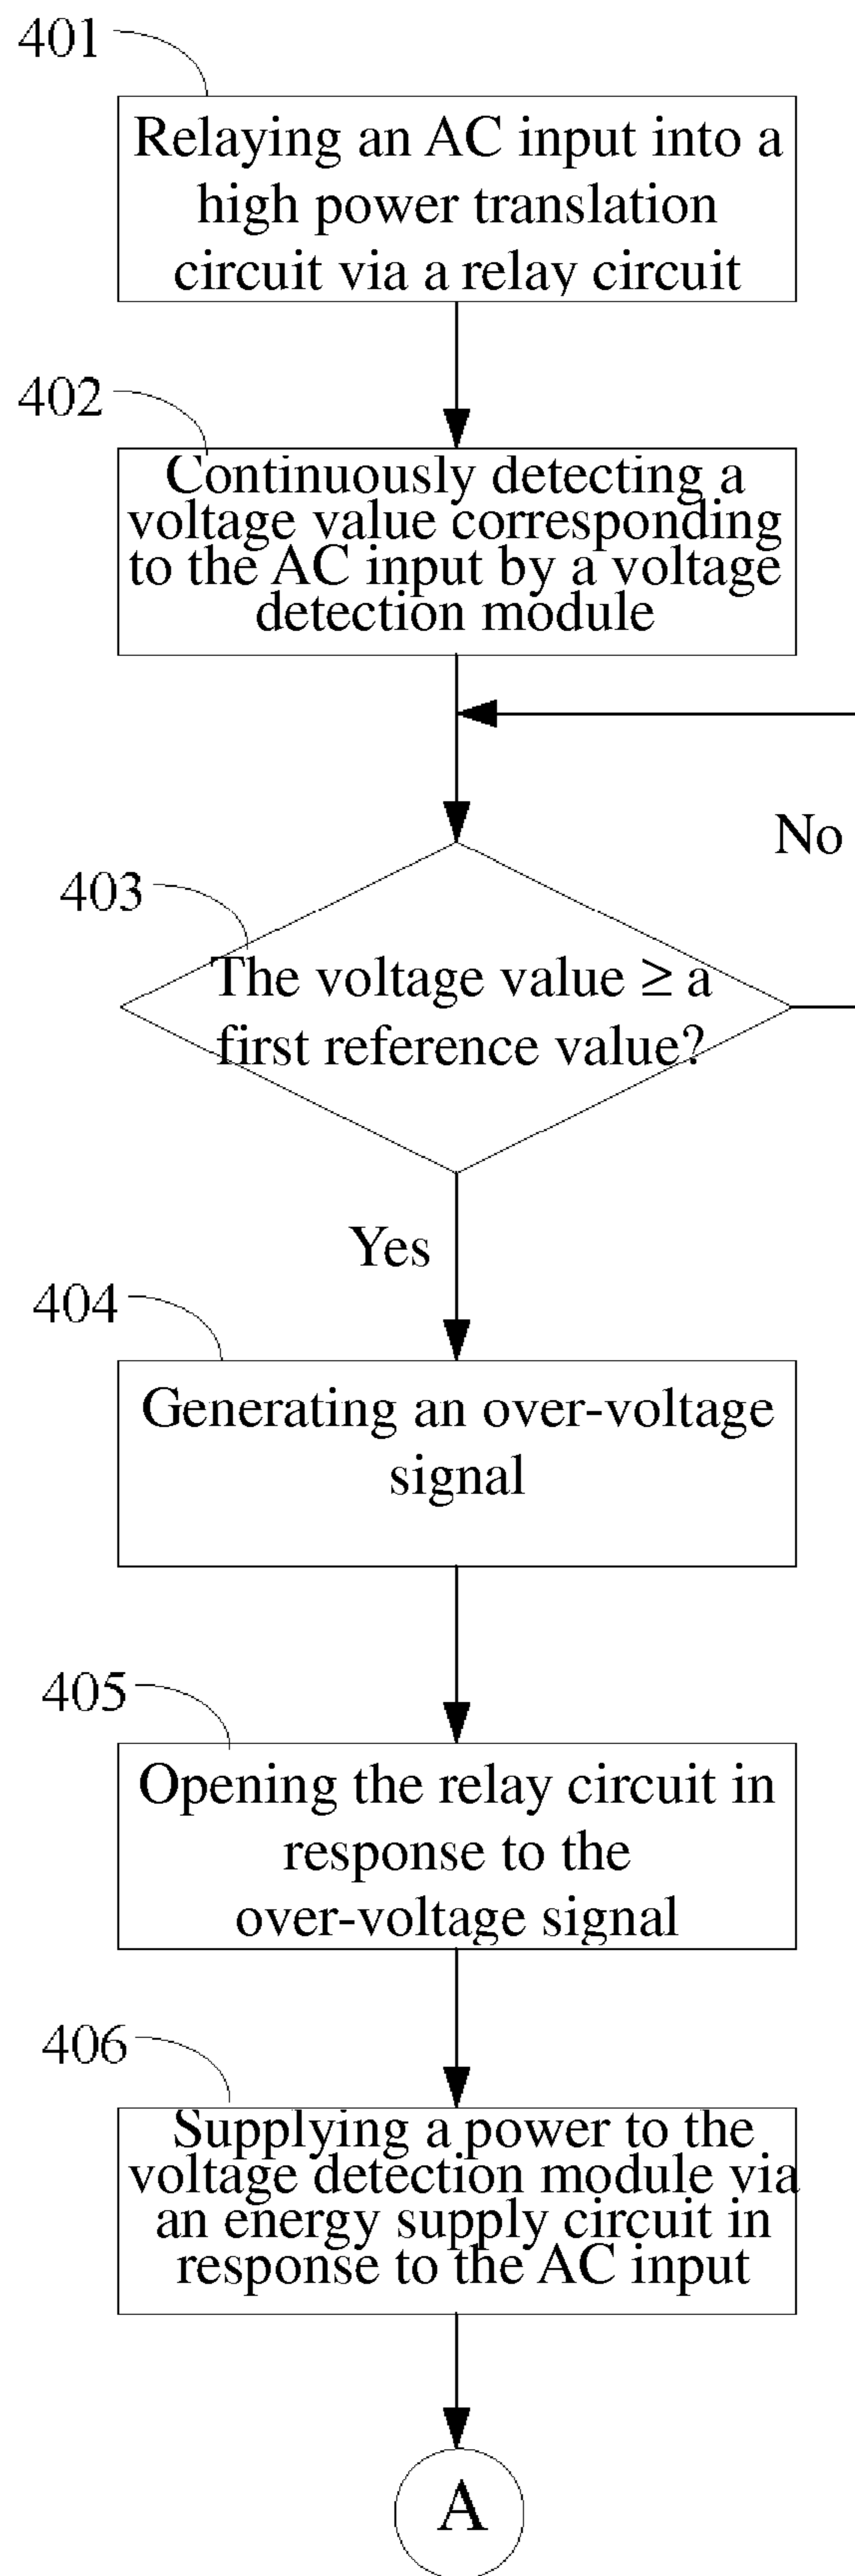 401
Relaying an AC input into a
high power translation
circuit via a relay circuit
402
Continuously detecting a
voltage value corresponding
to the AC input by a voltage
detection module
No
403
The voltage value ≥ a
first reference value?
Yes
404
Generating an over-voltage
signal
405
Opening the relay circuit in
response to the
over-voltage signal
406
Supplying a power to the
voltage detection module via
an energy supply circuit in
response to the AC input
A